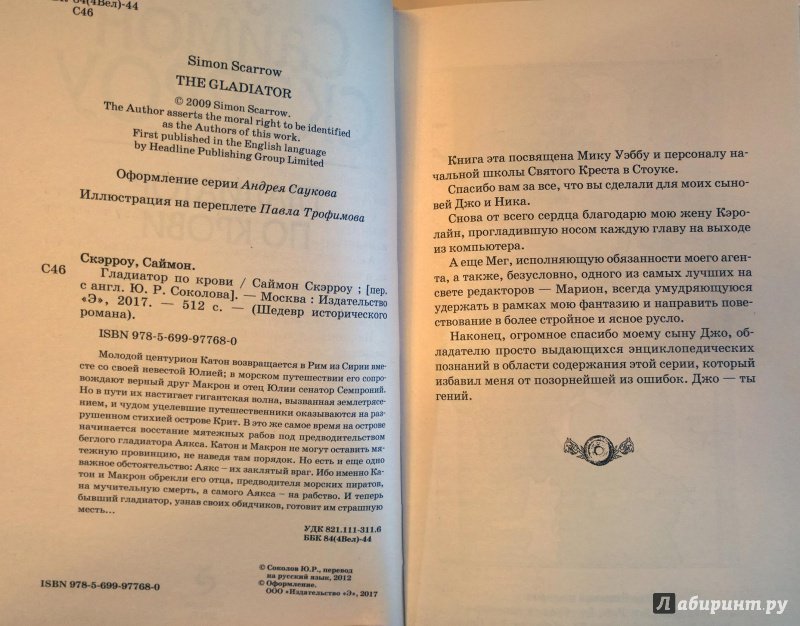 84(4Вел)-44
С46
Simon Scarrow
THE GLADIATOR
© 2009 Simon Scarrow.
The Author asserts the moral right to be identified
as the Authors of this work.
First published in the English language
by Headline Publishing Group Limited
Оформление серии Андрея Саукова
Иллюстрация на переплете Павла Трофимова
Скэрроу, Саймон.
С46 Гладиатор по крови / Саймон Скэрроу ; [пер.
с англ. Ю. Р. Соколова]. — Москва : Издательство
«Э», 2017. — 512 с. — (Шедевр исторического
романа).
ISBN 978-5-699-97768-0
Молодой центурион Катон возвращается в Рим из Сирии вме-
сте со своей невестой Юлией; в морском путешествии его сопро-
вождают верный друг Макрон и отец Юлии сенатор Семпроний.
Но в пути их настигает гигантская волна, вызванная землетрясе-
нием, и чудом уцелевшие путешественники оказываются на раз-
рушенном стихией острове Крит. В это же самое время на острове
начинается восстание мятежных рабов под предводительством
беглого гладиатора Аякса. Катон и Макрон не могут оставить мя-
тежную провинцию, не наведя там порядок. Но есть и еще одно
важное обстоятельство: Аякс – их заклятый враг. Ибо именно Ка-
тон и Макрон обрекли его отца, предводителя морских пиратов,
на мучительную смерть, а самого Аякса – на рабство. И теперь
бывший гладиатор, узнав своих обидчиков, готовит им страшную
месть...
УДК 821.111-311.6
ББК 84(4Вел)-44
© Соколов Ю.Р., перевод
на русский язык, 2012
© Оформление.
ООО «Издательство «Э», 2017
ISBN 978-5-699-97768-0
Книга эта посвящена Мику Уэббу и персоналу на-
чальной школы Святого Креста в Стоуке.
Спасибо вам за все, что вы сделали для моих сыно-
вей Джо и Ника.
Снова от всего сердца благодарю мою жену Кэро-
лайн, прогладившую носом каждую главу на выходе
из компьютера.
А еще Мег, исполняющую обязанности моего аген-
та, а также, безусловно, одного из самых лучших на
свете редакторов — Марион, всегда умудряющуюся
удержать в рамках мою фантазию и направить пове-
ствование в более стройное и ясное русло.
Наконец, огромное спасибо моему сыну Джо, об-
ладателю просто выдающихся энциклопедических
познаний в области содержания этой серии, который
избавил меня от позорнейшей из ошибок. Джо — ты
гений.
Лабиринт.ру